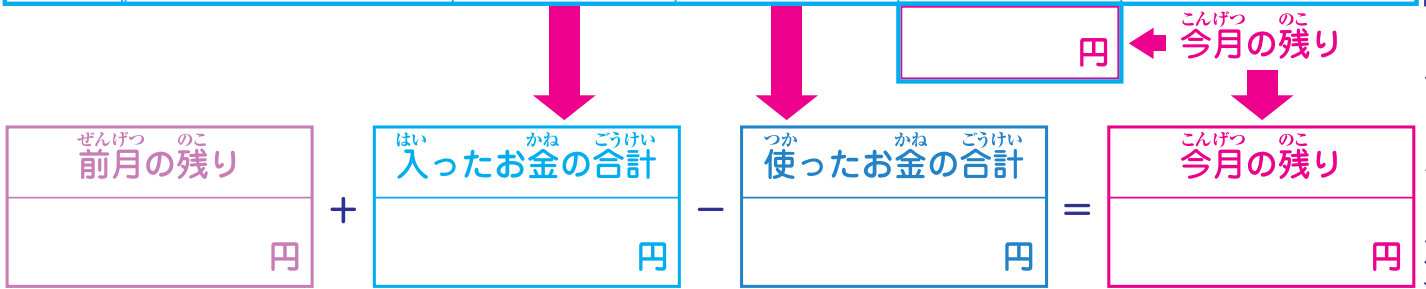 円
こんげつ のこ
今月の残り
ぜんげつ のこ
前月の残り
円
+
はい かね ごうけい
入ったお金の合計
円
−
つか かね ごうけい
使ったお金の合計
円
=
こんげつ のこ
今月の残り
円